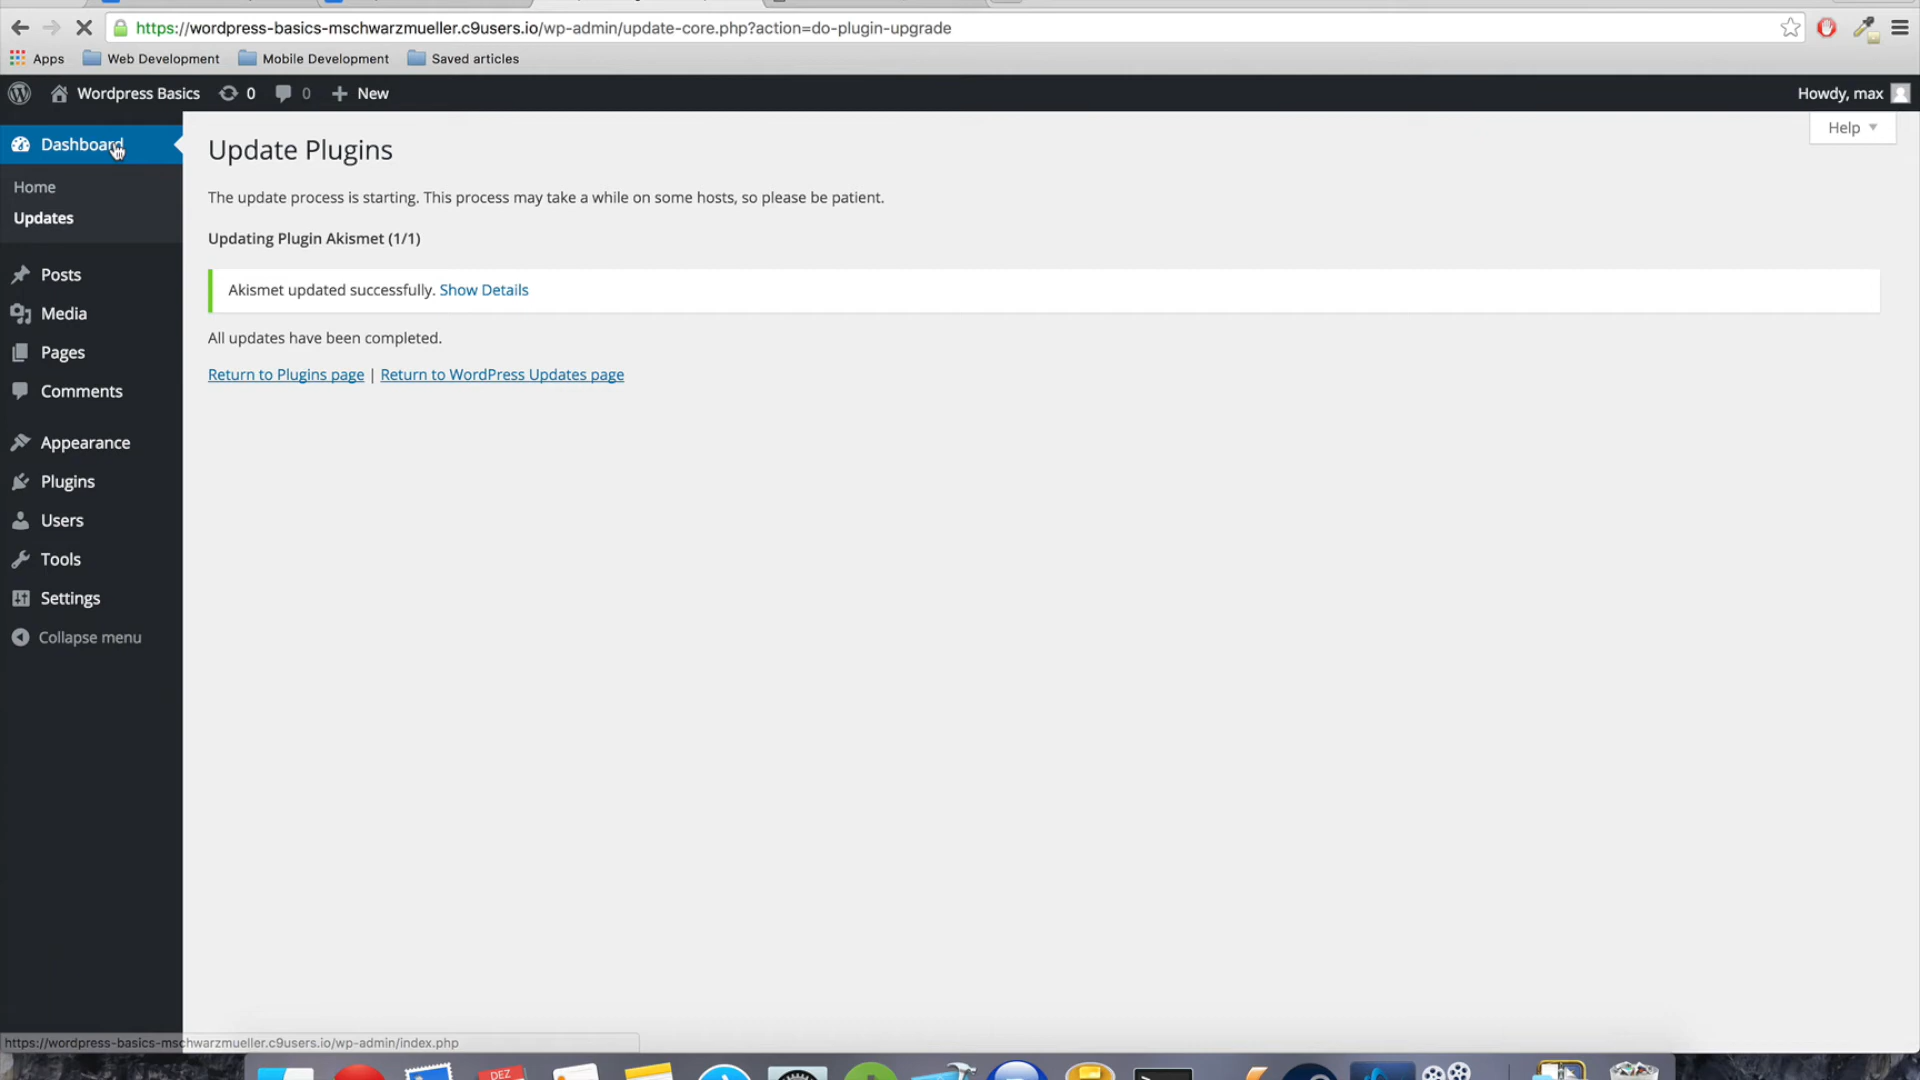 https://wordpress-basics-mschwarzmueller.c9users.io/wp-admin/update-core.php?action=do-plugin-upgrade
Apps Web Development Mobile Development Saved articles
Wordpress Basics 0 0 New Howdy, max
Help
Dashboard
Home
Updates
Posts
Media
Pages
Comments
Appearance
Plugins
Users
Tools
Settings
Collapse menu
Update Plugins
The update process is starting. This process may take a while on some hosts, so please be patient.
Updating Plugin Akismet (1/1)
Akismet updated successfully. Show Details
All updates have been completed.
Return to Plugins page | Return to WordPress Updates page
https://wordpress-basics-mschwarzmueller.c9users.io/wp-admin/index.php
DEZ